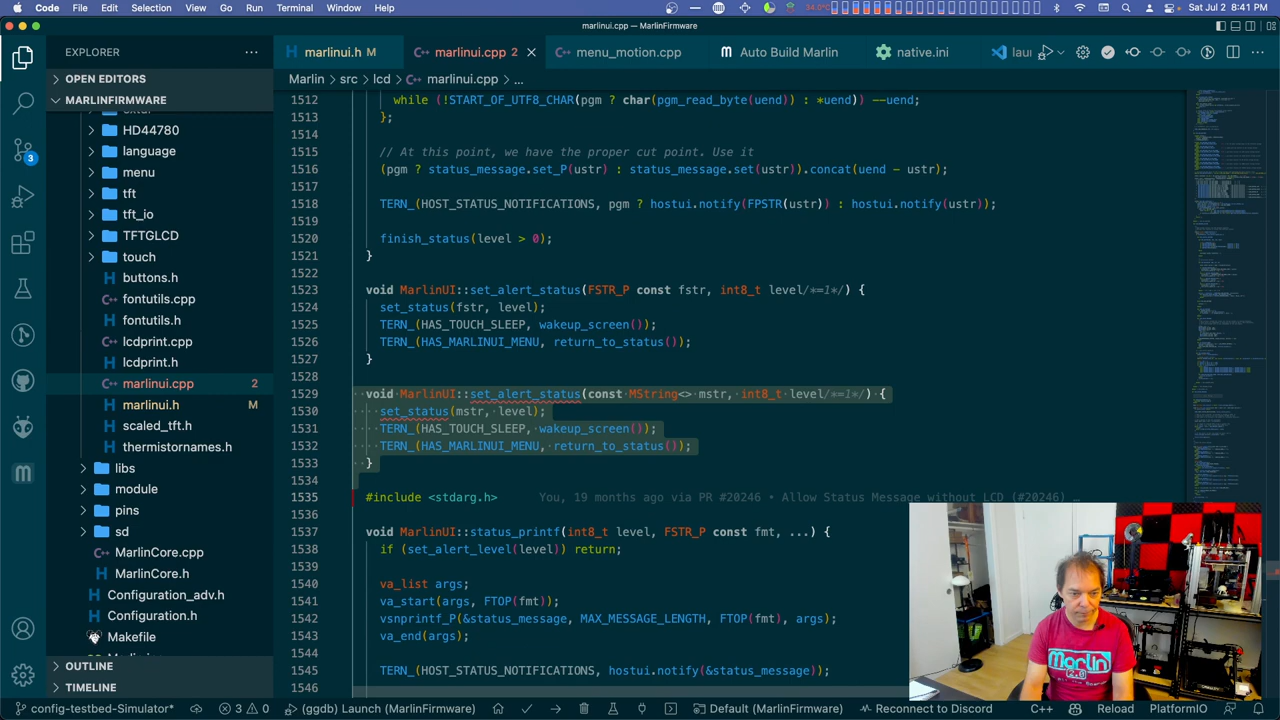 Code File Edit Selection View Go Run Terminal Window Help 34.0° Sat Jul 2 8:41 PM
marlinui.cpp — MarlinFirmware
EXPLORER ...
marlinui.h M marlinui.cpp 2 menu_motion.cpp Auto Build Marlin native.ini
Marlin > src > lcd > marlinui.cpp > ...
OPEN EDITORS
MARLINFIRMWARE
HD44780
language
menu
tft
tft_io
TFTGLCD
touch
buttons.h
fontutils.cpp
fontutils.h
lcdprint.cpp
lcdprint.h
marlinui.cpp 2
marlinui.h M
scaled_tft.h
thermistornames.h
libs
module
pins
sd
MarlinCore.cpp
MarlinCore.h
Configuration_adv.h
Configuration.h
Makefile
OUTLINE
TIMELINE
1512 while (!START_OF_UTF8_CHAR(pgm ? char(pgm_read_byte(uend)) : *uend)) --uend;
1513 };
1514
1515 // At this point, have the proper cut point. Use it
1516 (pgm ? status_message.set_P(ustr) : status_message.set(ustr)).concat(uend - ustr);
1517
1518 TERN_(HOST_STATUS_NOTIFICATIONS, pgm ? hostui.notify(FPSTR(ustr)) : hostui.notify(ustr));
1519
1520 finish_status(level > 0);
1521 }
1522
1523 void MarlinUI::set_alert_status(FSTR_P const fstr, int8_t level/*=1*/) {
1524 set_status(fstr, level);
1525 TERN_(HAS_TOUCH_SLEEP, wakeup_screen());
1526 TERN_(HAS_MARLINUI_MENU, return_to_status());
1527 }
1528
1529 void MarlinUI::set_alert_status(const MString<> mstr, int8_t level/*=1*/) {
1530 set_status(mstr, level);
1531 TERN_(HAS_TOUCH_SLEEP, wakeup_screen());
1532 TERN_(HAS_MARLINUI_MENU, return_to_status());
1533 }
1534
1535 #include <stdarg.h> You, 19 months ago via PR #20246 • Allow Status Message without LCD (#20246) …
1536
1537 void MarlinUI::status_printf(int8_t level, FSTR_P const fmt, ...) {
1538 if (set_alert_level(level)) return;
1539
1540 va_list args;
1541 va_start(args, FTOP(fmt));
1542 vsnprintf_P(&status_message, MAX_MESSAGE_LENGTH, FTOP(fmt), args);
1543 va_end(args);
1544
1545 TERN_(HOST_STATUS_NOTIFICATIONS, hostui.notify(&status_message));
1546
3
Marlin
config-testbed-Simulator* 3 0 (ggdb) Launch (MarlinFirmware) Default (MarlinFirmware) Reconnect to Discord C++ Reload PlatformIO